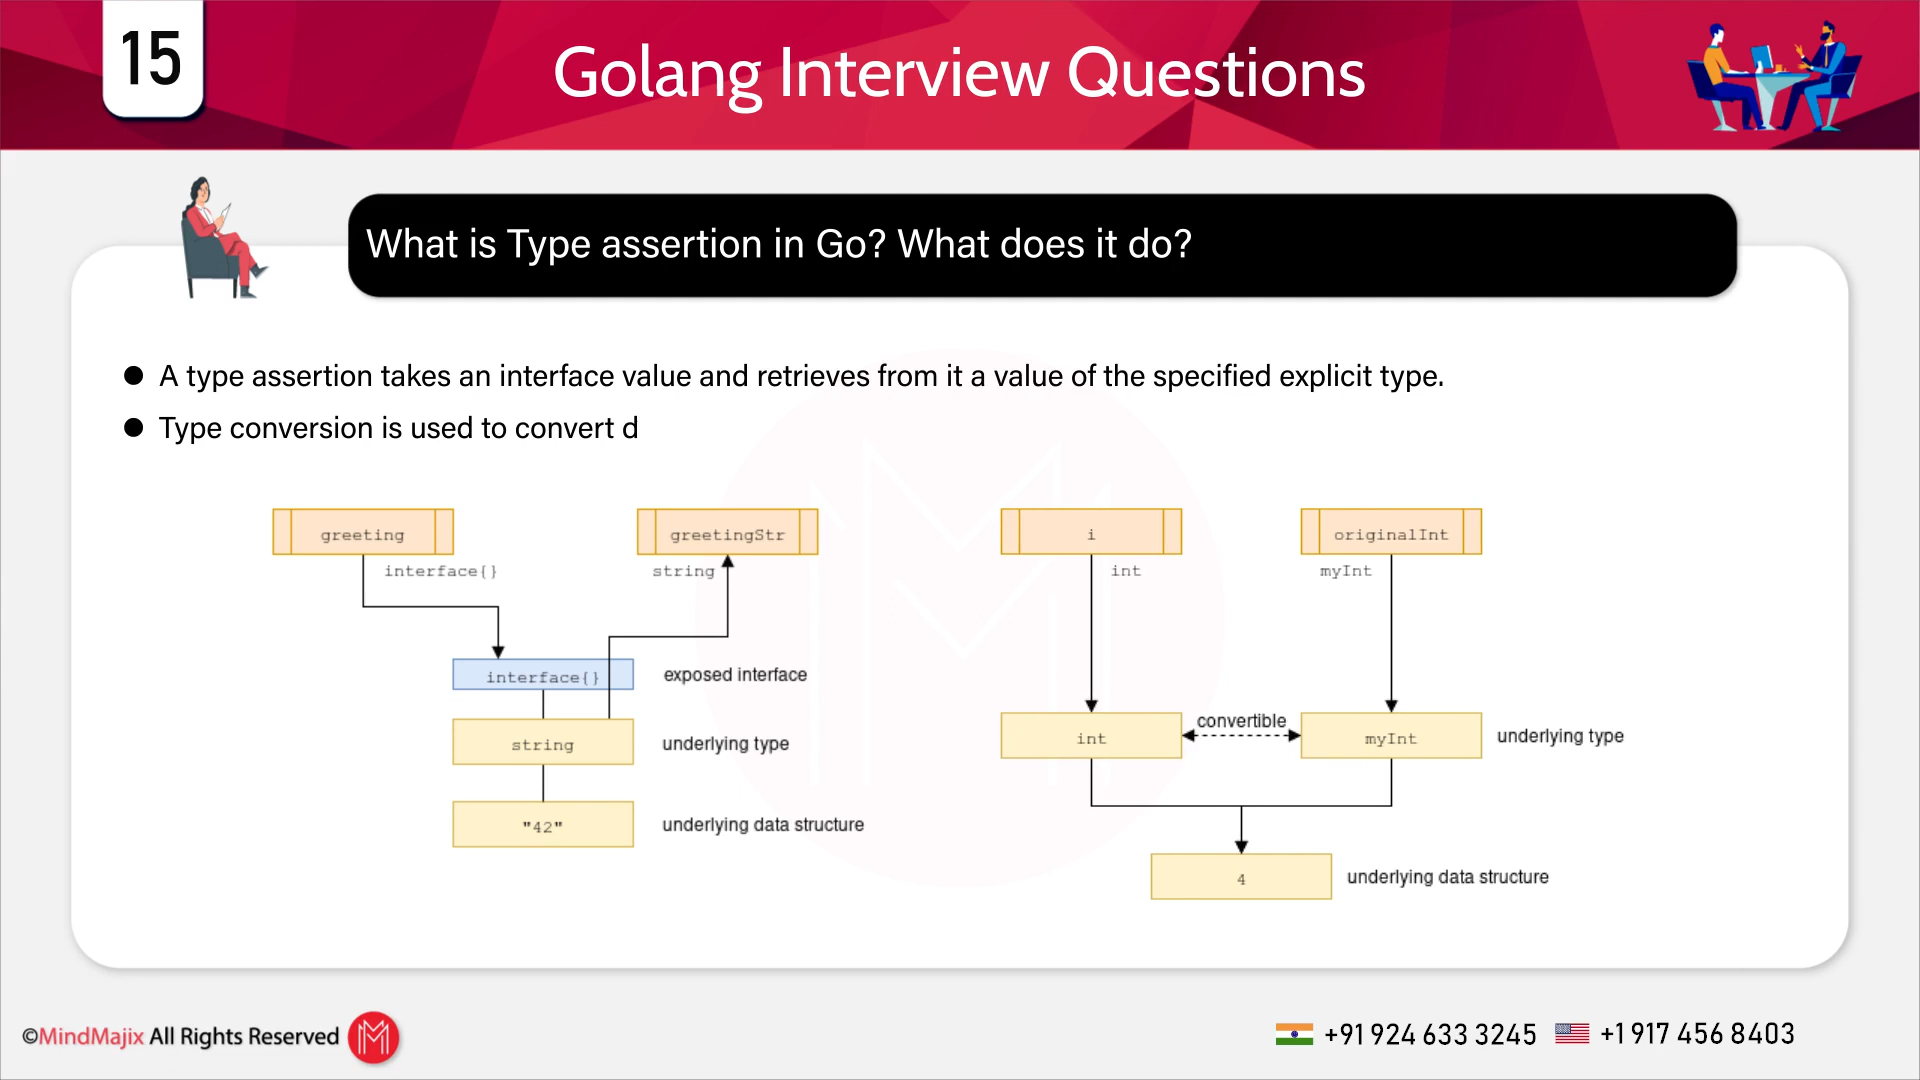 15
Golang Interview Questions
What is Type assertion in Go? What does it do?
● A type assertion takes an interface value and retrieves from it a value of the specified explicit type.
● Type conversion is used to convert d
greeting
greetingStr
i
originalInt
interface{}
string
int
myInt
interface{}
exposed interface
string
underlying type
"42"
underlying data structure
int
convertible
myInt
underlying type
4
underlying data structure
©MindMajix All Rights Reserved
+91 924 633 3245
+1 917 456 8403